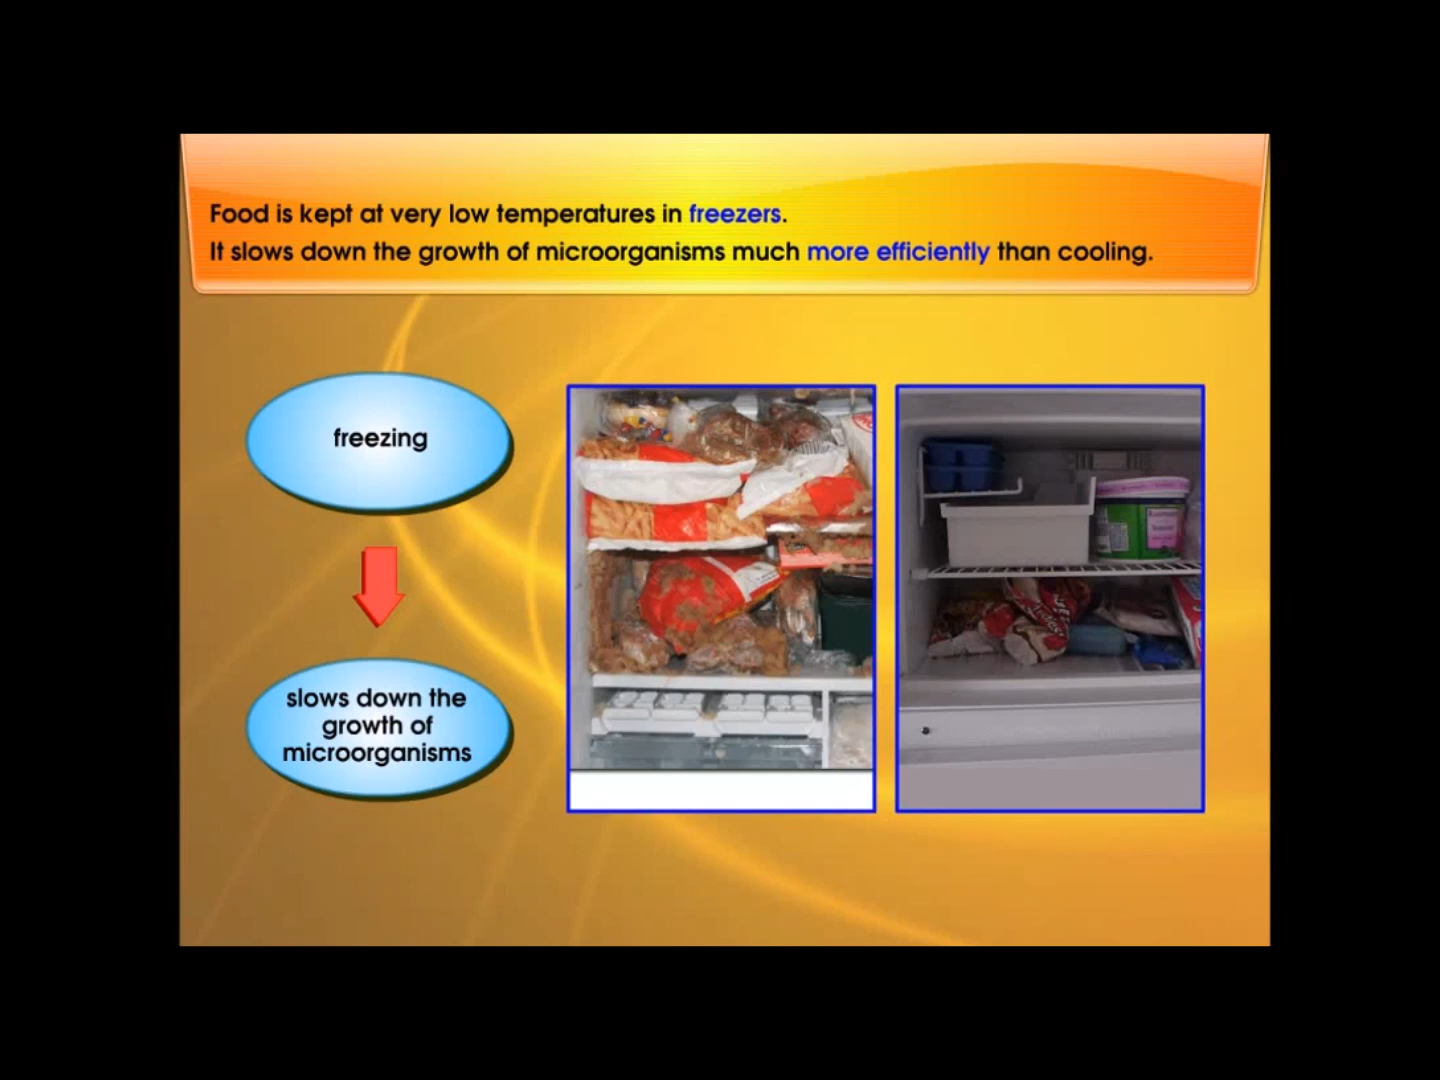 Food is kept at very low temperatures in freezers.
It slows down the growth of microorganisms much more efficiently than cooling.
freezing
slows down the
growth of
microorganisms